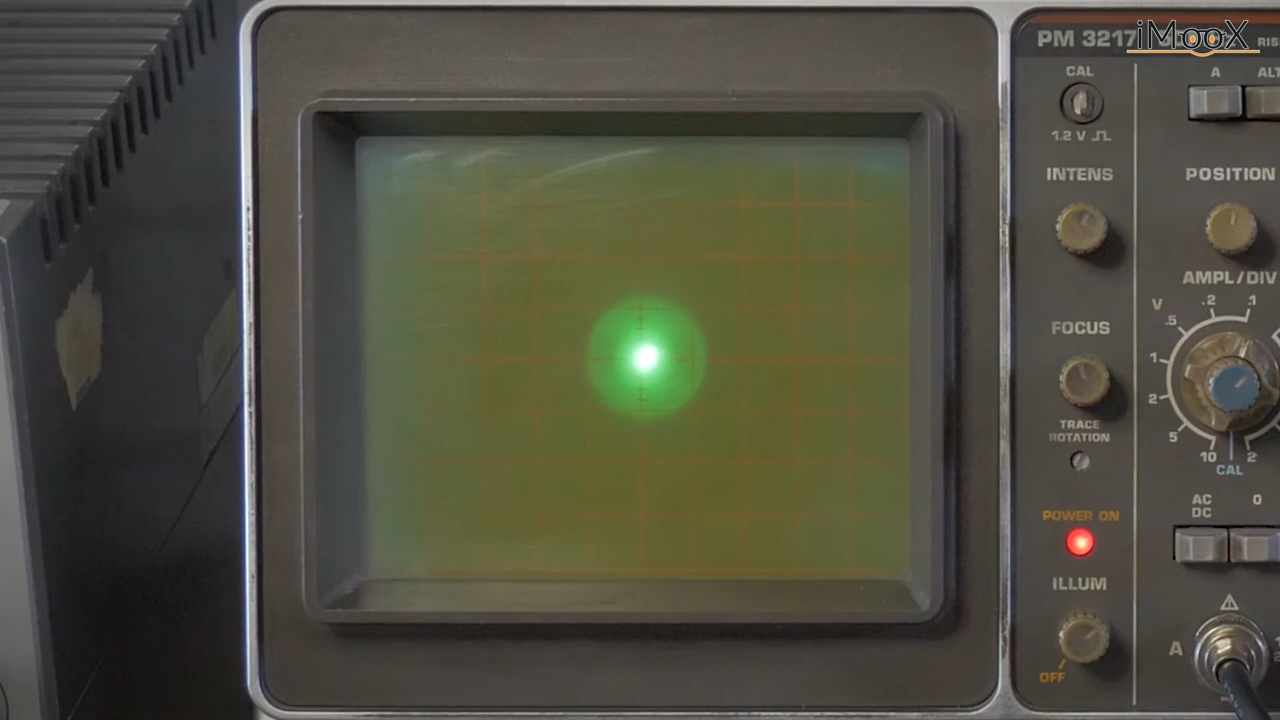 PM 3217
iMooX
RIS
CAL
A
ALT
1.2 V
INTENS
POSITION
AMPL/DIV
V
.5
.2
.1
1
2
5
10
2
CAL
FOCUS
TRACE
ROTATION
POWER ON
AC
DC
0
ILLUM
A
OFF